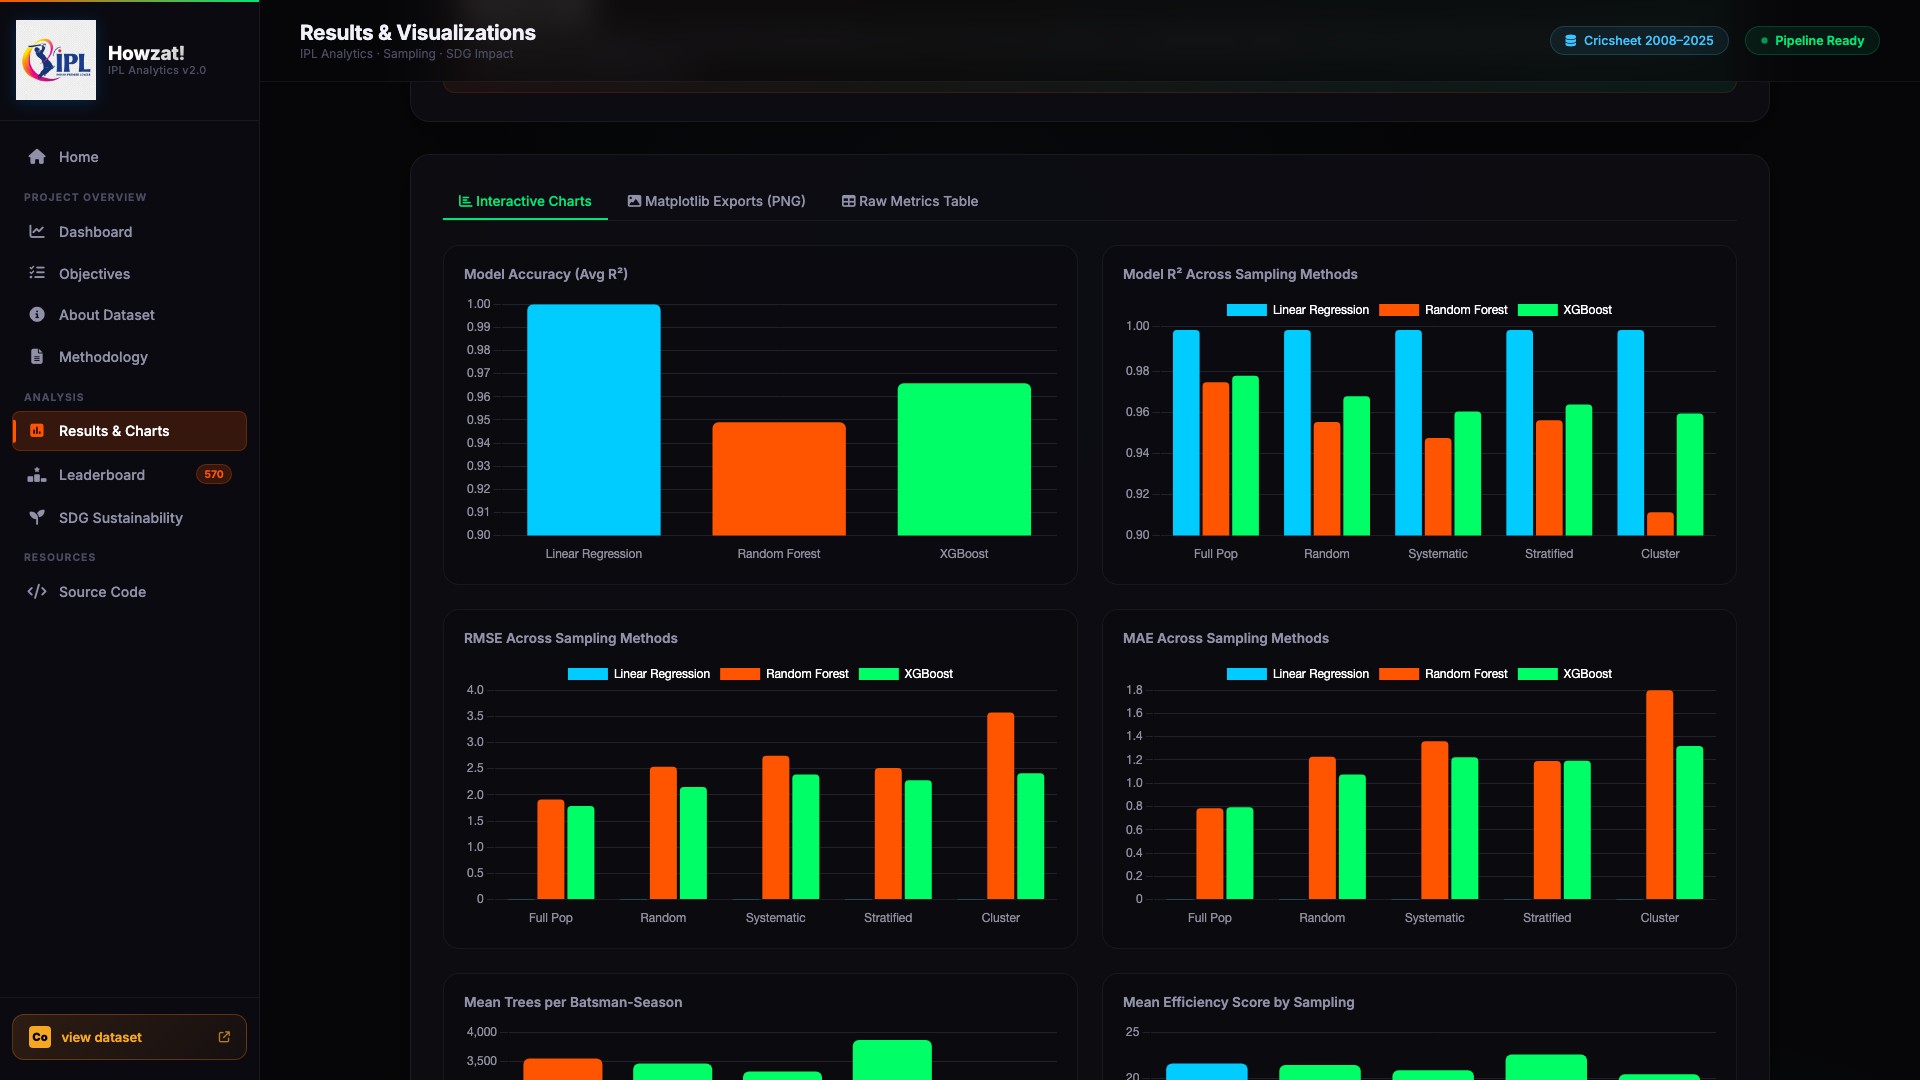 IPL
Howzat!
IPL Analytics v2.0
Home
PROJECT OVERVIEW
Dashboard
Objectives
About Dataset
Methodology
ANALYSIS
Results & Charts
Leaderboard
570
SDG Sustainability
RESOURCES
Source Code
Co
view dataset
Results & Visualizations
IPL Analytics · Sampling · SDG Impact
Cricsheet 2008–2025
Pipeline Ready
Interactive Charts
Matplotlib Exports (PNG)
Raw Metrics Table
Model Accuracy (Avg R²)
1.00
0.99
0.98
0.97
0.96
0.95
0.94
0.93
0.92
0.91
0.90
Linear Regression Random Forest XGBoost
Model R² Across Sampling Methods
Linear Regression Random Forest XGBoost
1.00
0.98
0.96
0.94
0.92
0.90
Full Pop Random Systematic Stratified Cluster
RMSE Across Sampling Methods
Linear Regression Random Forest XGBoost
4.0
3.5
3.0
2.5
2.0
1.5
1.0
0.5
0
Full Pop Random Systematic Stratified Cluster
MAE Across Sampling Methods
Linear Regression Random Forest XGBoost
1.8
1.6
1.4
1.2
1.0
0.8
0.6
0.4
0.2
0
Full Pop Random Systematic Stratified Cluster
Mean Trees per Batsman-Season
4,000
3,500
Mean Efficiency Score by Sampling
25
20